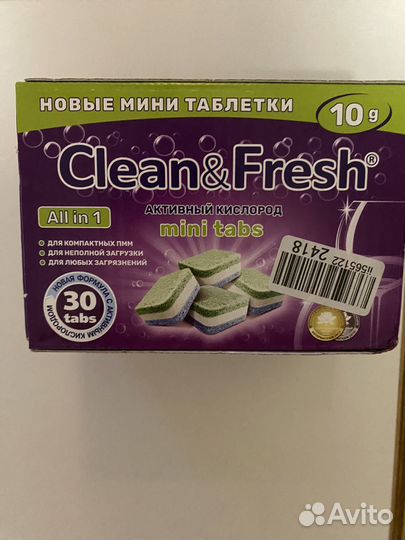 НОВЫЕ МИНИ ТАБЛЕТКИ
10 g
Clean&Fresh®
All in 1
АКТИВНЫЙ КИСЛОРОД
mini tabs
ДЛЯ КОМПАКТНЫХ ПММ
ДЛЯ НЕПОЛНОЙ ЗАГРУЗКИ
ДЛЯ ЛЮБЫХ ЗАГРЯЗНЕНИЙ
НОВАЯ ФОРМУЛА С АКТИВНЫМ КИСЛОРОДОМ
30
tabs
2418
Avito